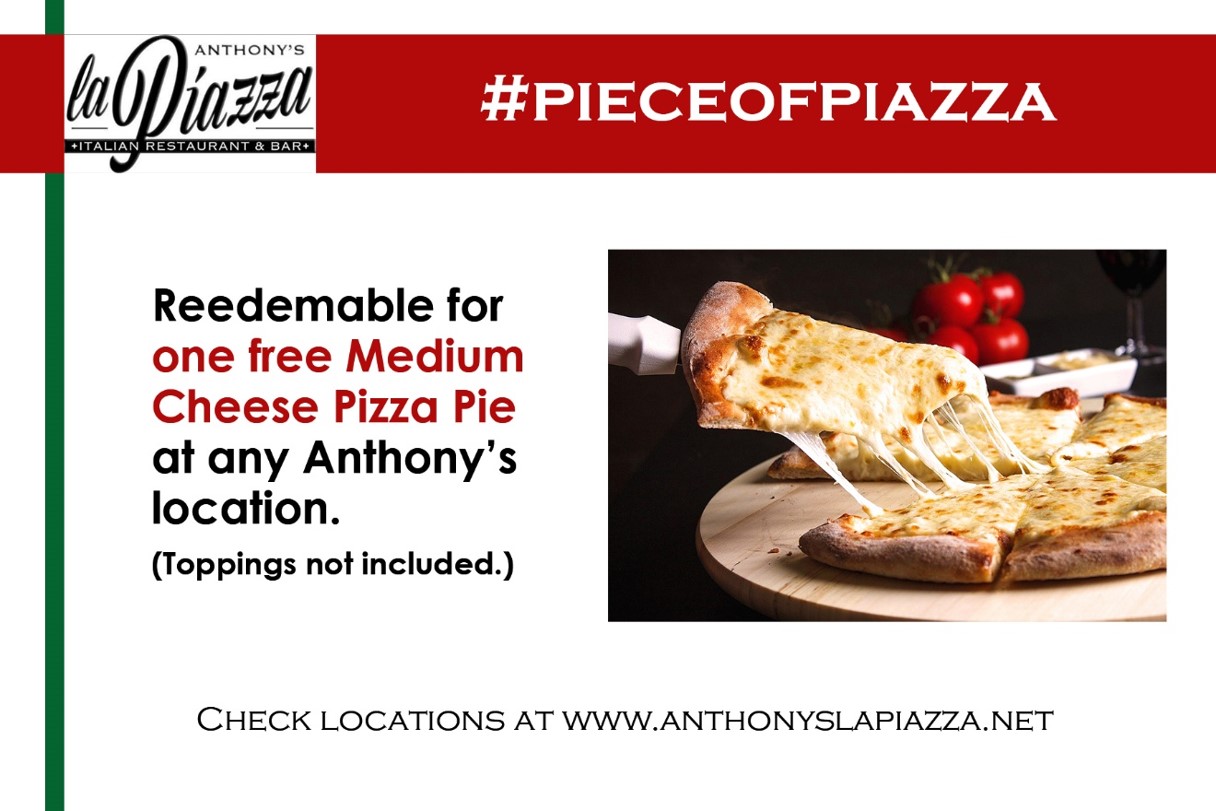 ANTHONY'S
la Piazza
ITALIAN RESTAURANT & BAR
#PIECEOFPIAZZA
Reedemable for
one free Medium
Cheese Pizza Pie
at any Anthony’s
location.
(Toppings not included.)
CHECK LOCATIONS AT WWW.ANTHONYSLAPIAZZA.NET